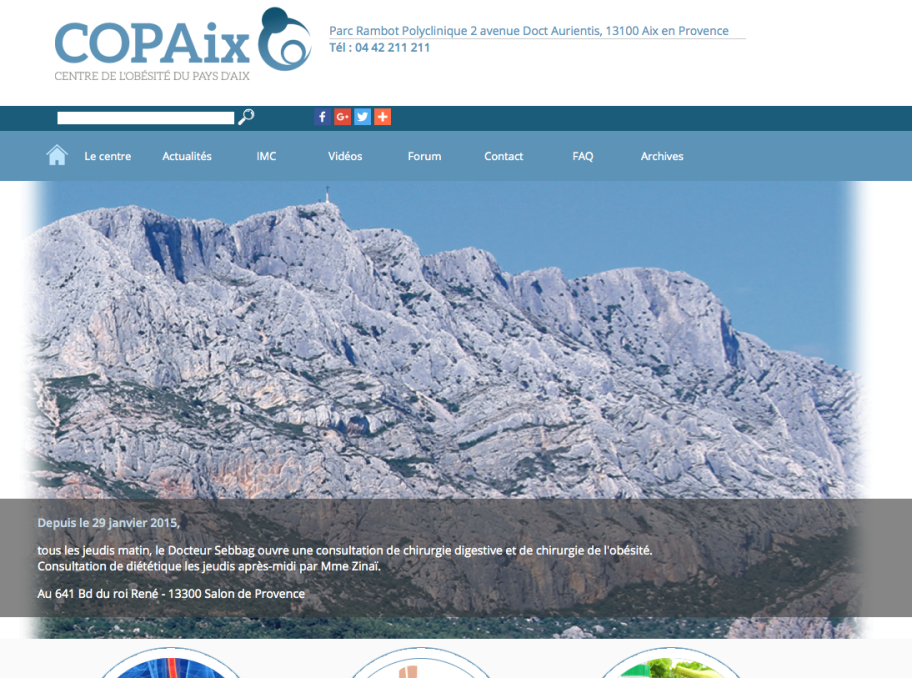 COPAix
CENTRE DE L'OBÉSITÉ DU PAYS D'AIX
Parc Rambot Polyclinique 2 avenue Doct Aurientis, 13100 Aix en Provence
Tél : 04 42 211 211
f G+ +
Le centre Actualités IMC Vidéos Forum Contact FAQ Archives
Depuis le 29 janvier 2015,
tous les jeudis matin, le Docteur Sebbag ouvre une consultation de chirurgie digestive et de chirurgie de l'obésité.
Consultation de diététique les jeudis après-midi par Mme Zinaï.
Au 641 Bd du roi René - 13300 Salon de Provence